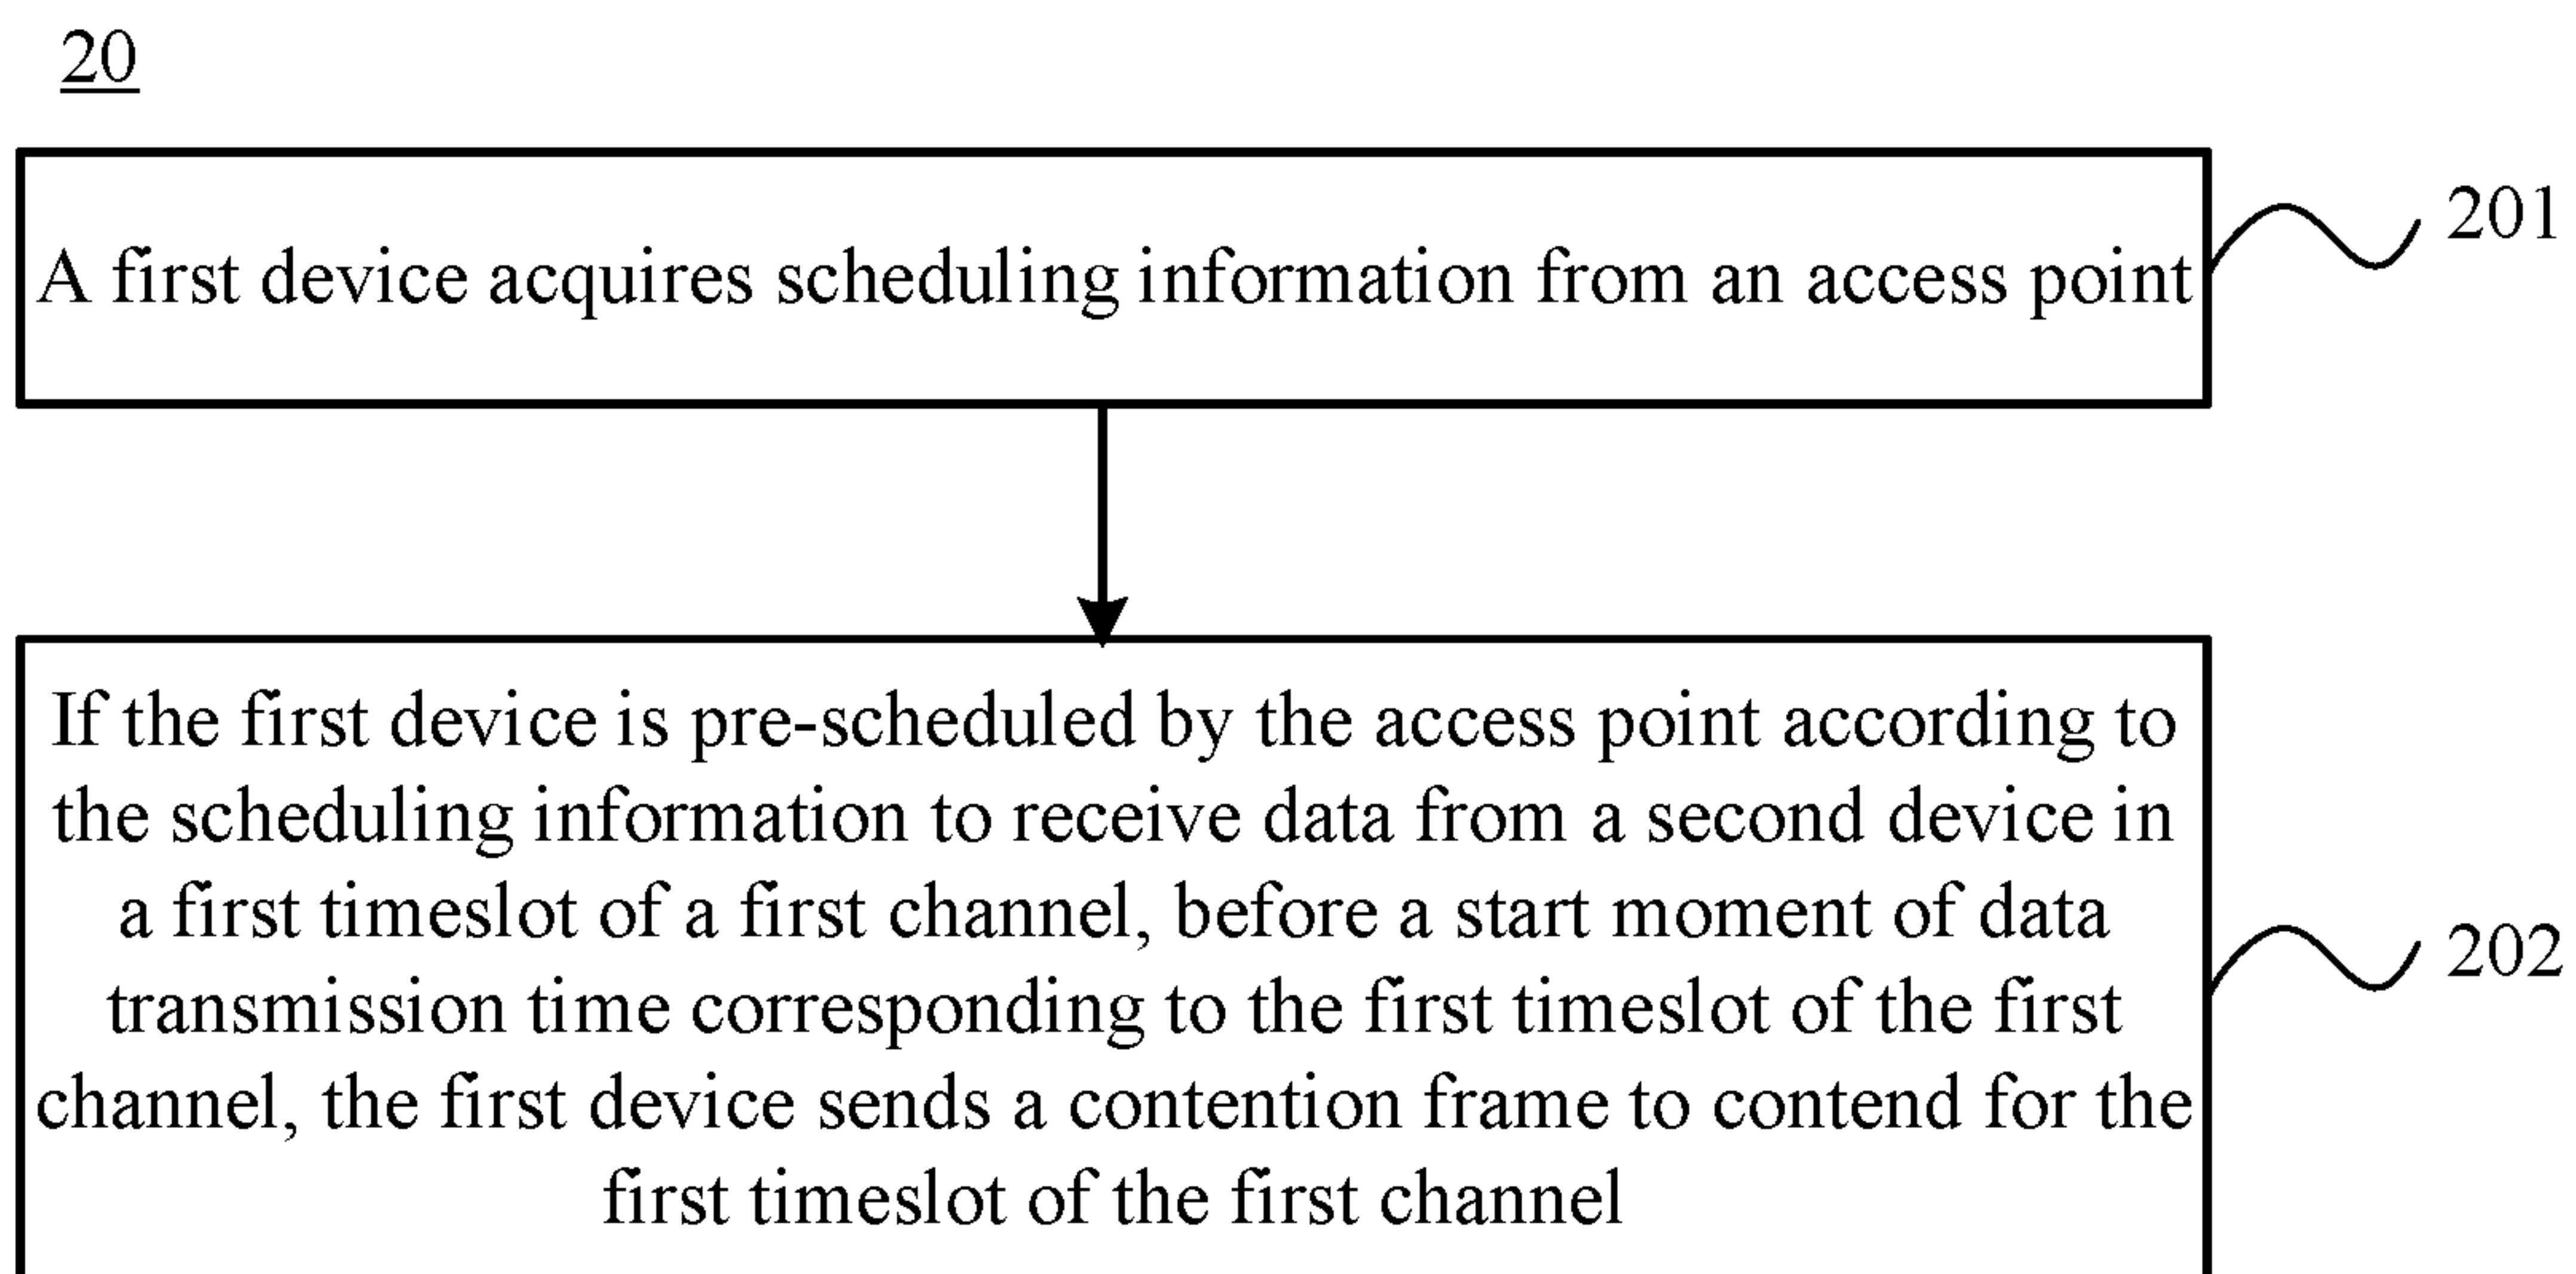 20
A first device acquires scheduling information from an access point
201
If the first device is pre-scheduled by the access point according to
the scheduling information to receive data from a second device in
a first timeslot of a first channel, before a start moment of data
transmission time corresponding to the first timeslot of the first
channel, the first device sends a contention frame to contend for the
first timeslot of the first channel
202